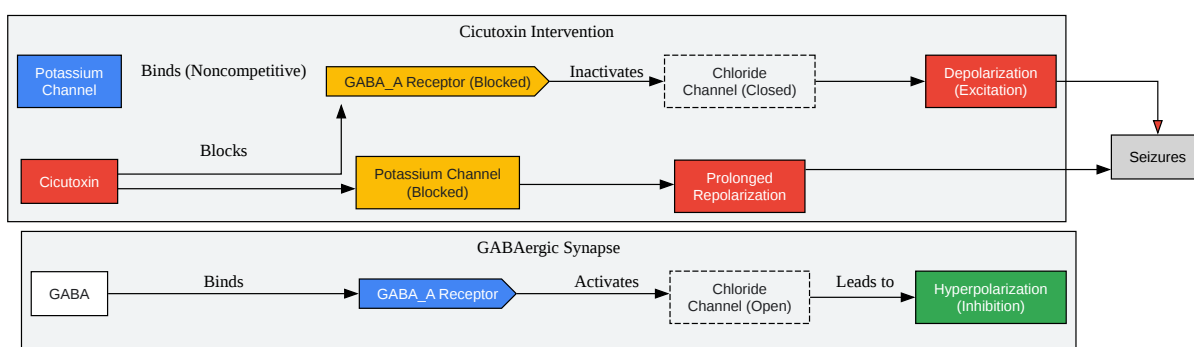 Cicutoxin Intervention
Potassium
Channel
Binds (Noncompetitive)
GABA_A Receptor (Blocked)
Inactivates
Chloride
Channel (Closed)
Depolarization
(Excitation)
Seizures
Cicutoxin
Blocks
Potassium Channel
(Blocked)
Prolonged
Repolarization
GABAergic Synapse
GABA
Binds
GABA_A Receptor
Activates
Chloride
Channel (Open)
Leads to
Hyperpolarization
(Inhibition)